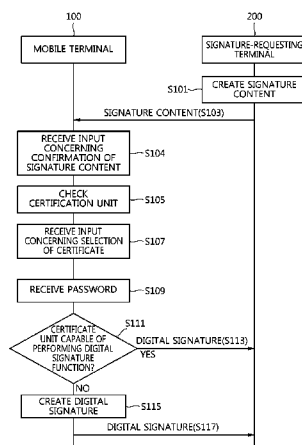 100
200
MOBILE TERMINAL
SIGNATURE-REQUESTING
TERMINAL
S101
CREATE SIGNATURE
CONTENT
SIGNATURE CONTENT(S103)
RECEIVE INPUT
CONCERNING
CONFIRMATION OF
SIGNATURE CONTENT
S104
CHECK
CERTIFICATION UNIT
S105
RECEIVE INPUT
CONCERNING SELECTION
OF CERTIFICATE
S107
RECEIVE PASSWORD
S109
S111
CERTIFICATE
UNIT CAPABLE OF
PERFORMING DIGITAL
SIGNATURE
FUNCTION?
DIGITAL SIGNATURE(S113)
YES
NO
CREATE DIGITAL
SIGNATURE
S115
DIGITAL SIGNATURE(S117)